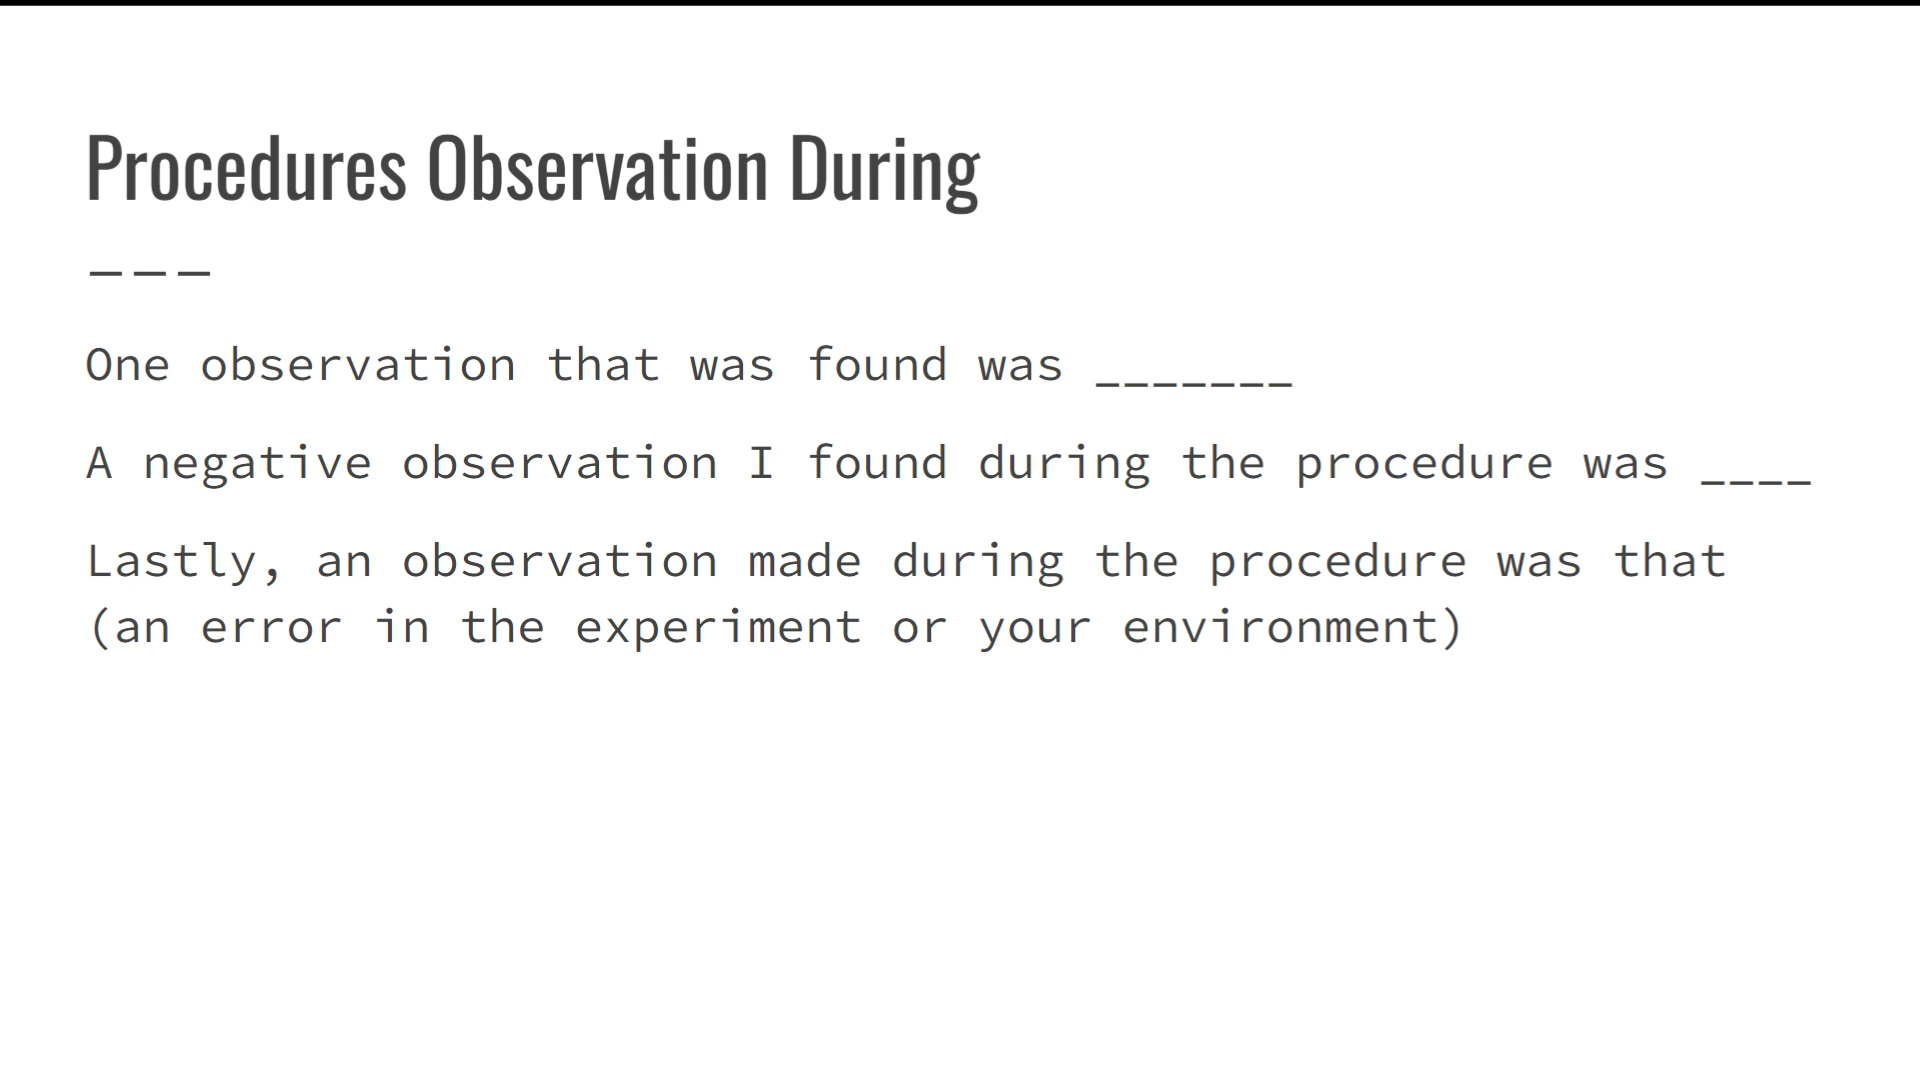 Procedures Observation During
———
One observation that was found was _______
A negative observation I found during the procedure was ____
Lastly, an observation made during the procedure was that
(an error in the experiment or your environment)